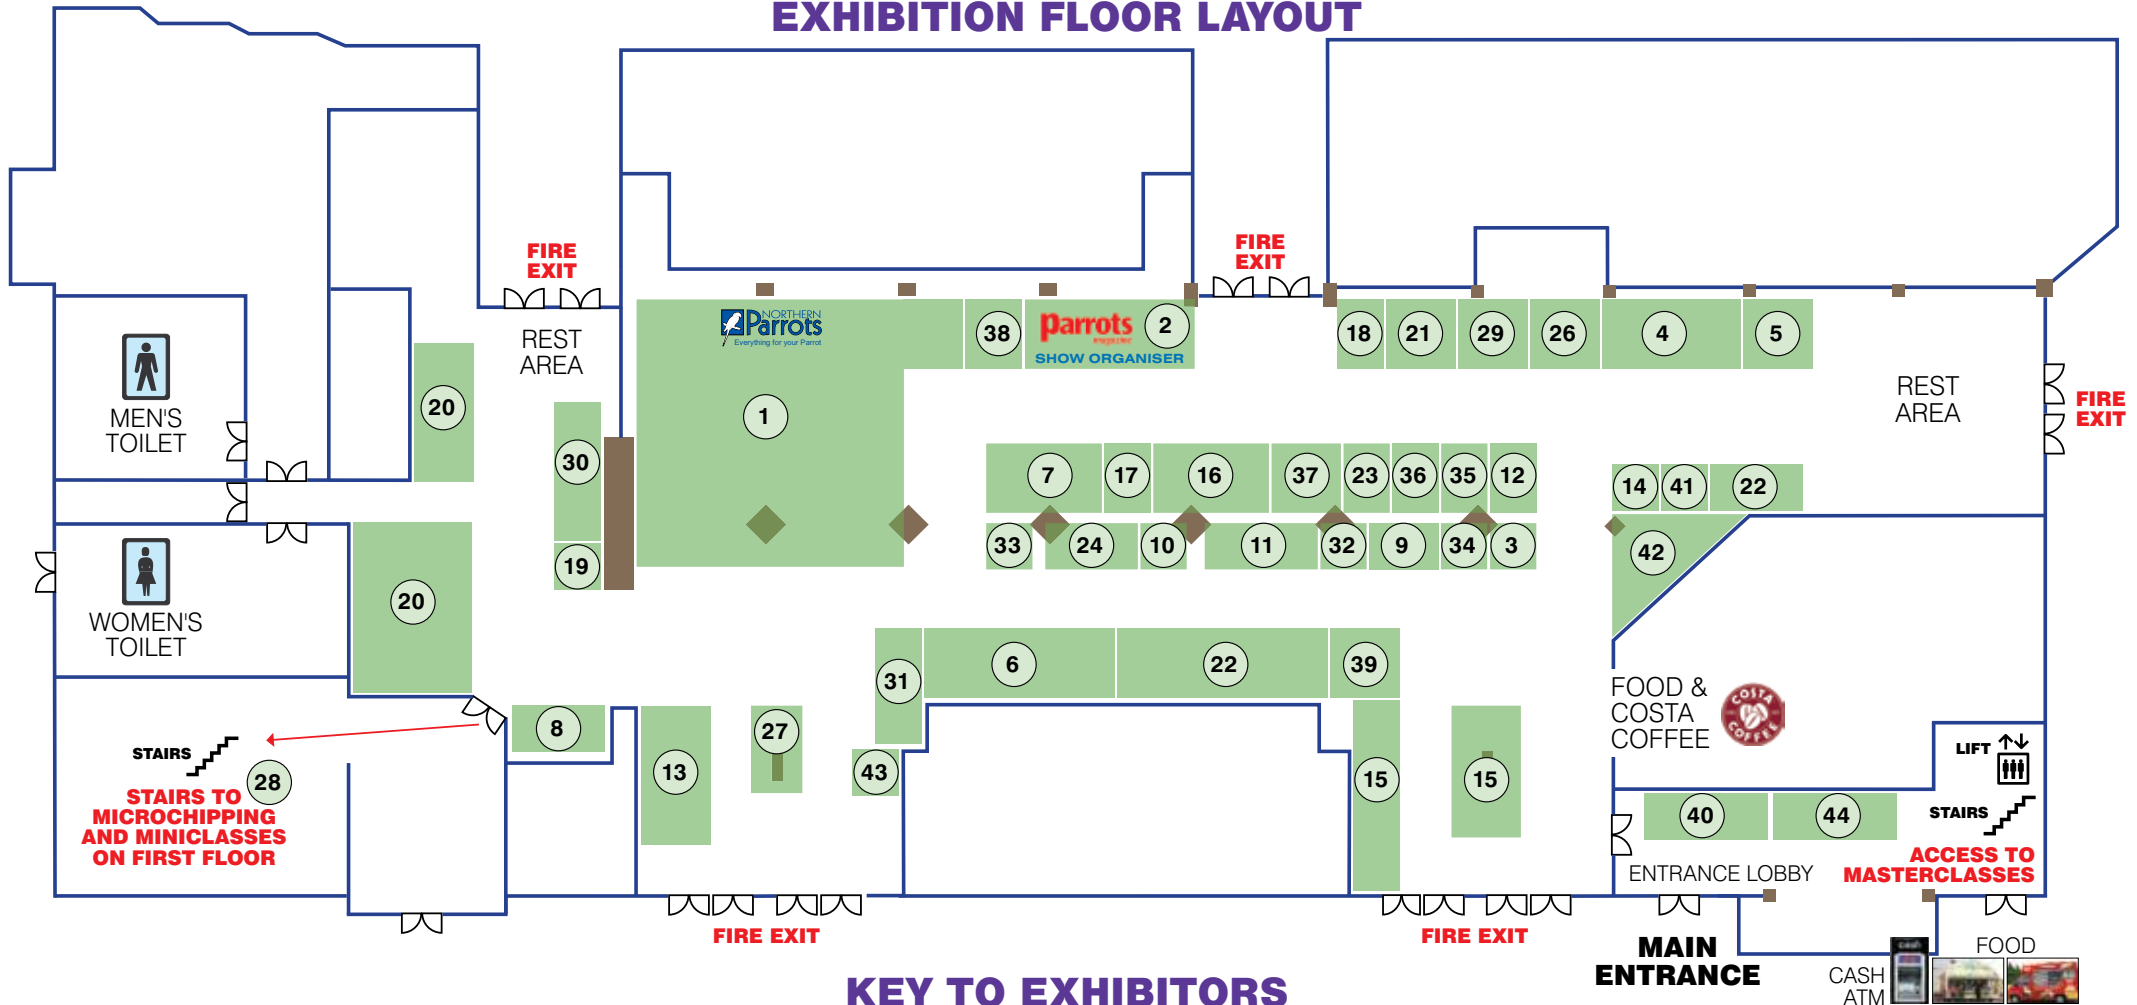 EXHIBITION FLOOR LAYOUT
FIRE
EXIT
FIRE
EXIT
NORTHERN
Parrots
Everything for your Parrot
38
Parrots
magazine
2
SHOW ORGANISER
18
21
29
26
4
5
REST
AREA
REST
AREA
FIRE
EXIT
MEN'S
TOILET
20
1
30
19
7
17
16
37
23
36
35
12
14
41
22
33
24
10
11
32
9
34
3
42
WOMEN'S
TOILET
20
31
6
22
39
FOOD &
COSTA
COFFEE
COSTA
COFFEE
8
27
13
43
15
15
STAIRS
28
STAIRS TO
MICROCHIPPING
AND MINICLASSES
ON FIRST FLOOR
LIFT
STAIRS
40
44
ACCESS TO
MASTERCLASSES
ENTRANCE LOBBY
FIRE EXIT
FIRE EXIT
MAIN
ENTRANCE
FOOD
CASH
ATM
KEY TO EXHIBITORS